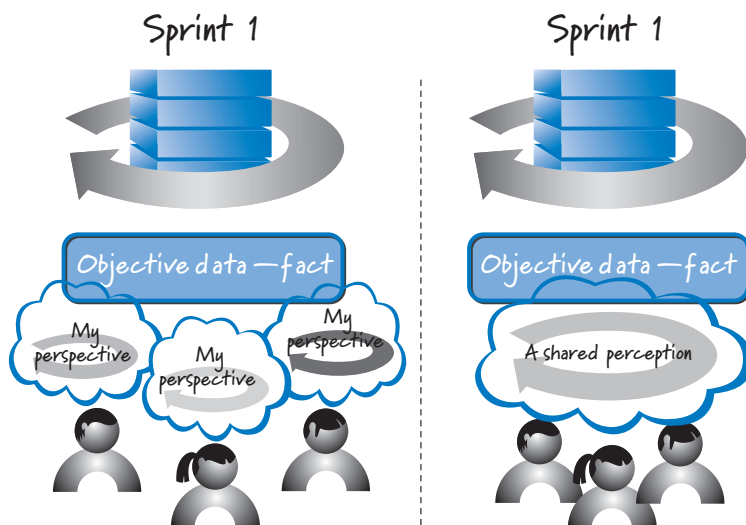 Sprint 1
Objective data — fact
My
perspective
My
perspective
My
perspective
Sprint 1
Objective data — fact
A shared perception